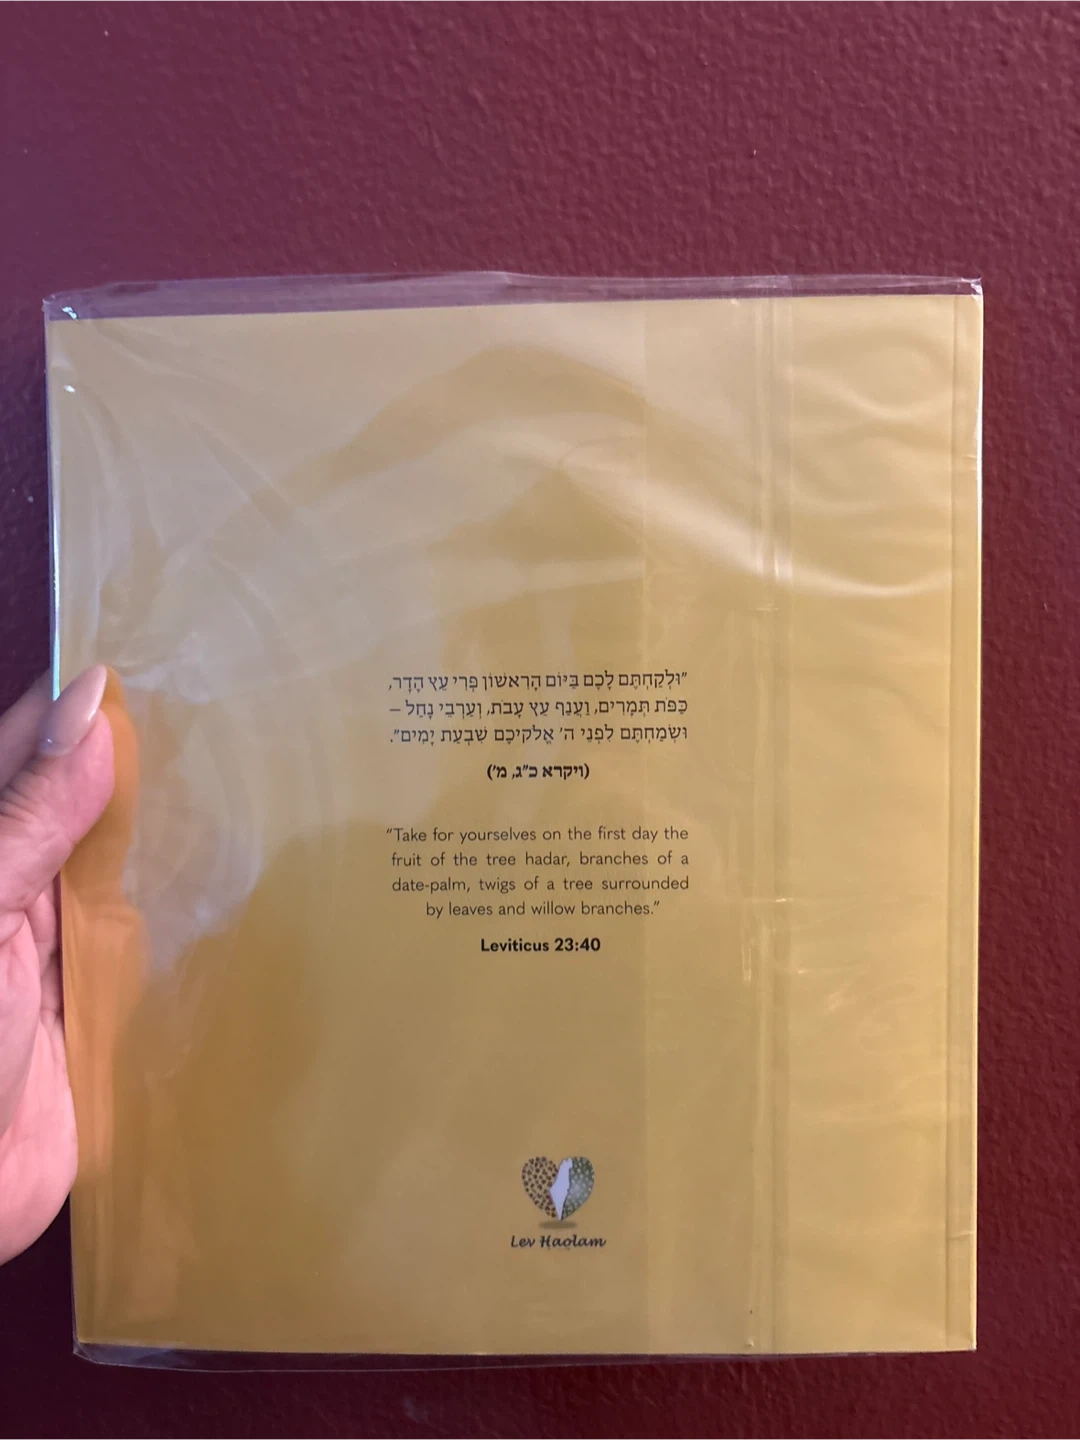 "וּלְקַחְתֶּם לָכֶם בַּיּוֹם הָרִאשׁוֹן פְּרִי עֵץ הָדָר,
כַּפֹּת תְּמָרִים, וַעֲנַף עֵץ עָבֹת, וְעַרְבֵי נָחַל –
וּשְׂמַחְתֶּם לִפְנֵי ה' אֱלֹקֵיכֶם שִׁבְעַת יָמִים".
(ויקרא כ"ג, מ')
"Take for yourselves on the first day the
fruit of the tree hadar, branches of a
date-palm, twigs of a tree surrounded
by leaves and willow branches."
Leviticus 23:40
Lev Haolam